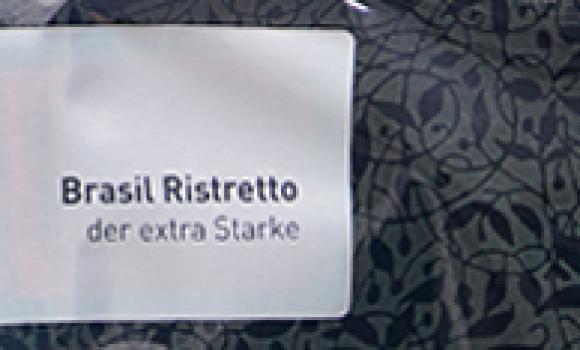 Brasil Ristretto
der extra Starke